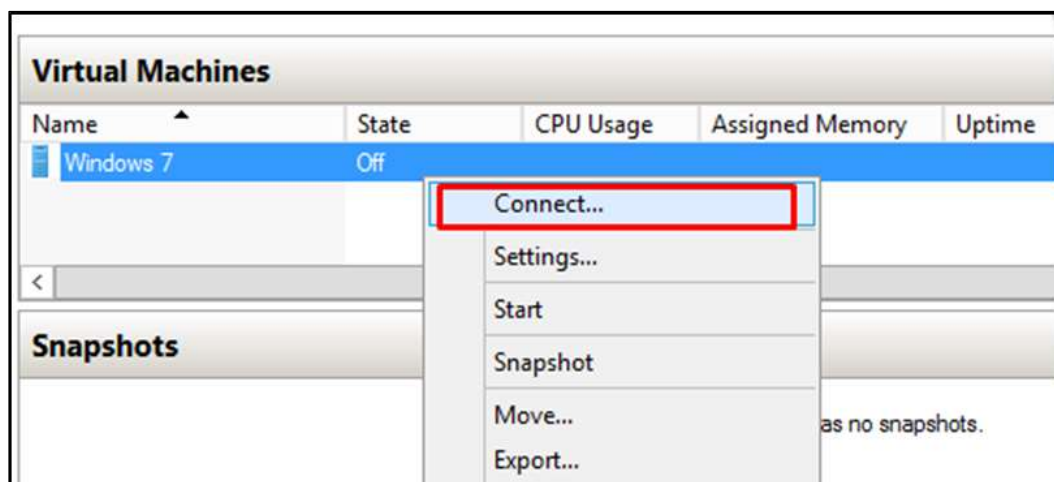 Virtual Machines
Name State CPU Usage Assigned Memory Uptime
Windows 7 Off
Connect...
Settings...
<
Start
Snapshots
Snapshot
Move...
as no snapshots.
Export...